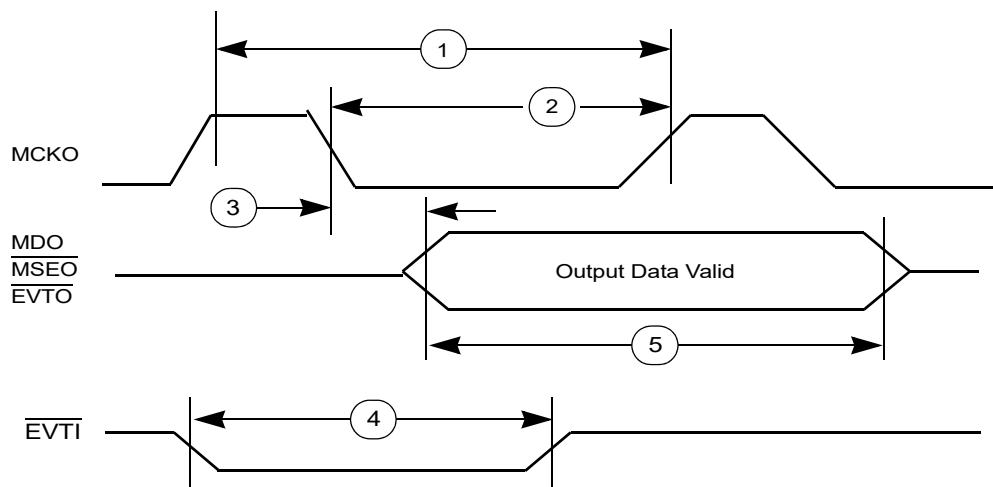 1
2
MCKO
3
MDO
MSEO
EVTO
Output Data Valid
5
4
EVTI